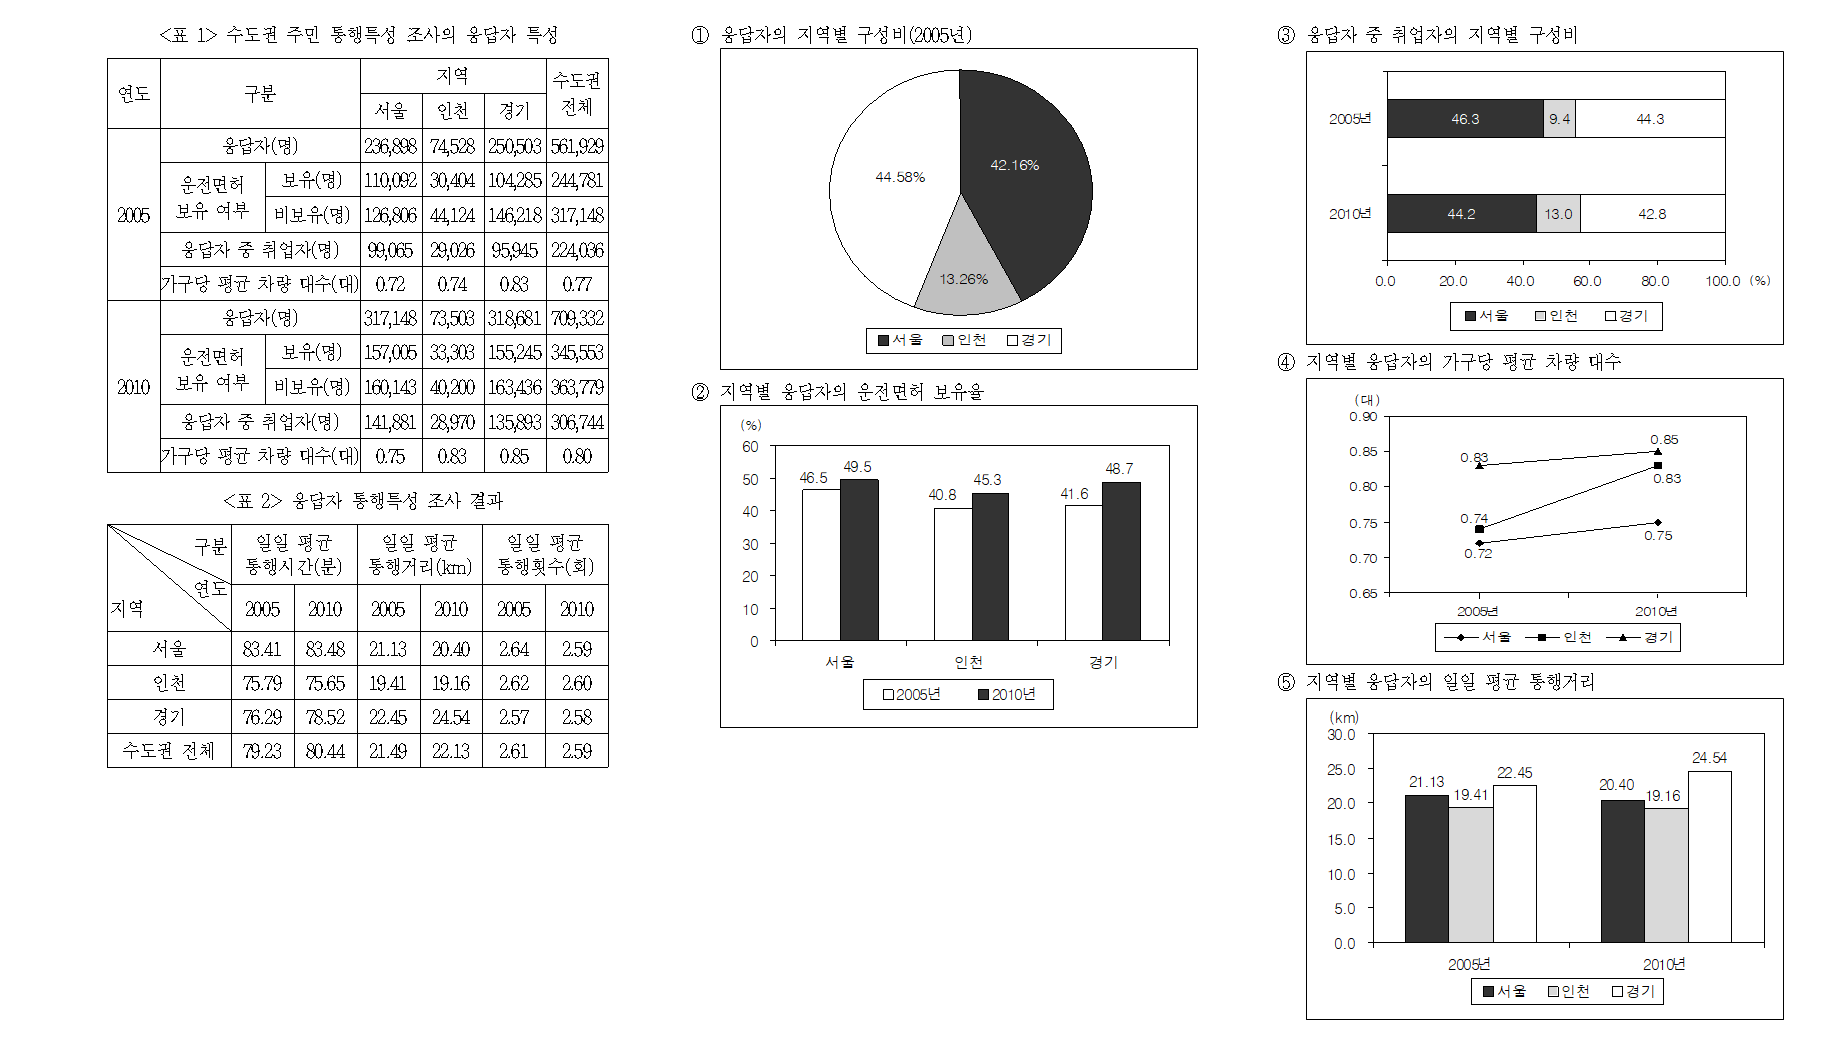 <표 1> 수도권 주민 통행특성 조사의 응답자 특성
연도 구분 지역 수도권 전체
서울 인천 경기
2005 응답자(명) 236,898 74,528 250,503 561,929
운전면허 보유 여부 보유(명) 110,092 30,404 104,285 244,781
비보유(명) 126,806 44,124 146,218 317,148
응답자 중 취업자(명) 99,065 29,026 95,945 224,036
가구당 평균 차량 대수(대) 0.72 0.74 0.83 0.77
2010 응답자(명) 317,148 73,503 318,681 709,332
운전면허 보유 여부 보유(명) 157,005 33,303 155,245 345,553
비보유(명) 160,143 40,200 163,436 363,779
응답자 중 취업자(명) 141,881 28,970 135,893 306,744
가구당 평균 차량 대수(대) 0.75 0.83 0.85 0.80
<표 2> 응답자 통행특성 조사 결과
구분 연도 지역
일일 평균 통행시간(분) 일일 평균 통행거리(km) 일일 평균 통행횟수(회)
2005 2010 2005 2010 2005 2010
서울 83.41 83.48 21.13 20.40 2.64 2.59
인천 75.79 75.65 19.41 19.16 2.62 2.60
경기 76.29 78.52 22.45 24.54 2.57 2.58
수도권 전체 79.23 80.44 21.49 22.13 2.61 2.59
① 응답자의 지역별 구성비(2005년)
44.58% 42.16%
13.26%
서울 인천 경기
② 지역별 응답자의 운전면허 보유율
(%)
60
50
40
30
20
10
0
46.5 49.5 40.8 45.3 41.6 48.7
서울 인천 경기
2005년 2010년
③ 응답자 중 취업자의 지역별 구성비
2005년 46.3 9.4 44.3
2010년 44.2 13.0 42.8
0.0 20.0 40.0 60.0 80.0 100.0 (%)
서울 인천 경기
④ 지역별 응답자의 가구당 평균 차량 대수
(대)
0.90
0.85
0.80
0.75
0.70
0.65
0.83 0.85
0.74 0.83
0.72 0.75
2005년 2010년
서울 인천 경기
⑤ 지역별 응답자의 일일 평균 통행거리
(km)
30.0
25.0
20.0
15.0
10.0
5.0
0.0
21.13 19.41 22.45 20.40 19.16 24.54
2005년 2010년
서울 인천 경기